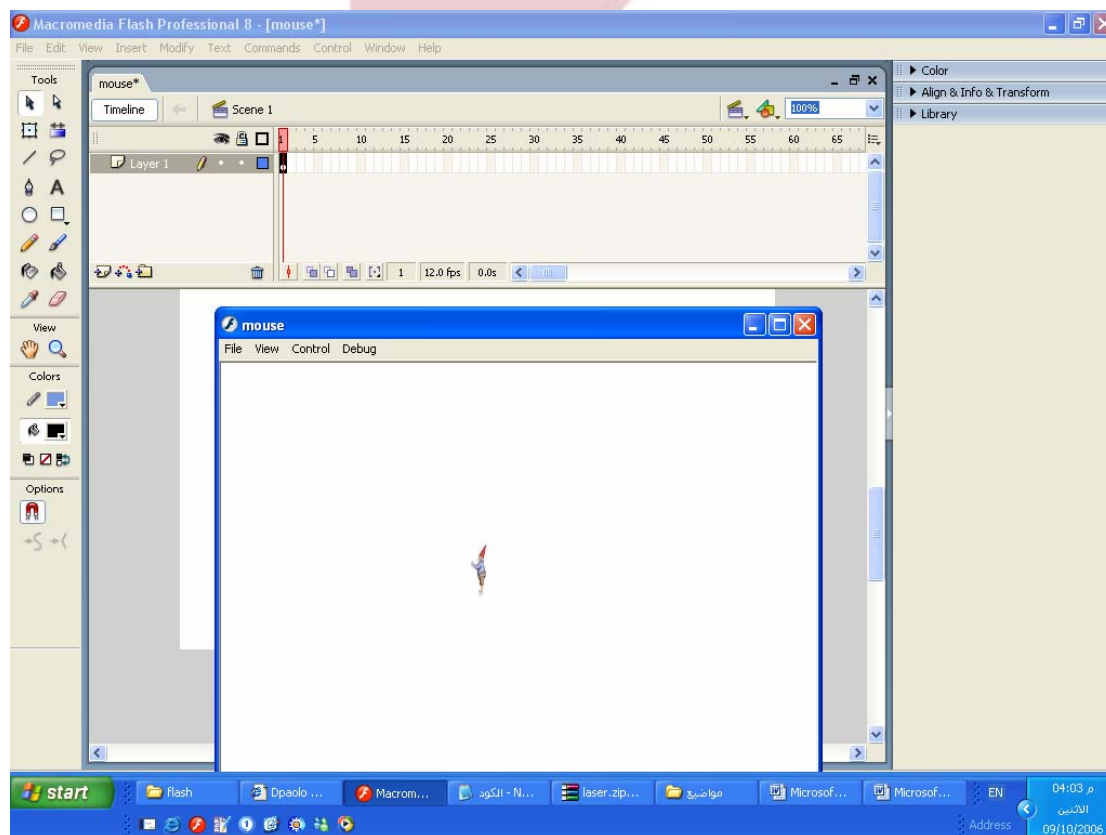 Macromedia Flash Professional 8 - [mouse*]
File Edit View Insert Modify Text Commands Control Window Help
Tools
mouse*
Color
Align & Info & Transform
Library
Timeline
Scene 1
100%
1 5 10 15 20 25 30 35 40 45 50 55 60 65
Layer 1
1 12.0 fps 0.0s
View
Colors
Options
mouse
File View Control Debug
start
flash
Dpaolo ...
Macrom...
الكود - N...
laser.zip...
مواضيع
Microsof...
Microsof...
EN
04:03 م
الاثنين
Address
09/10/2006